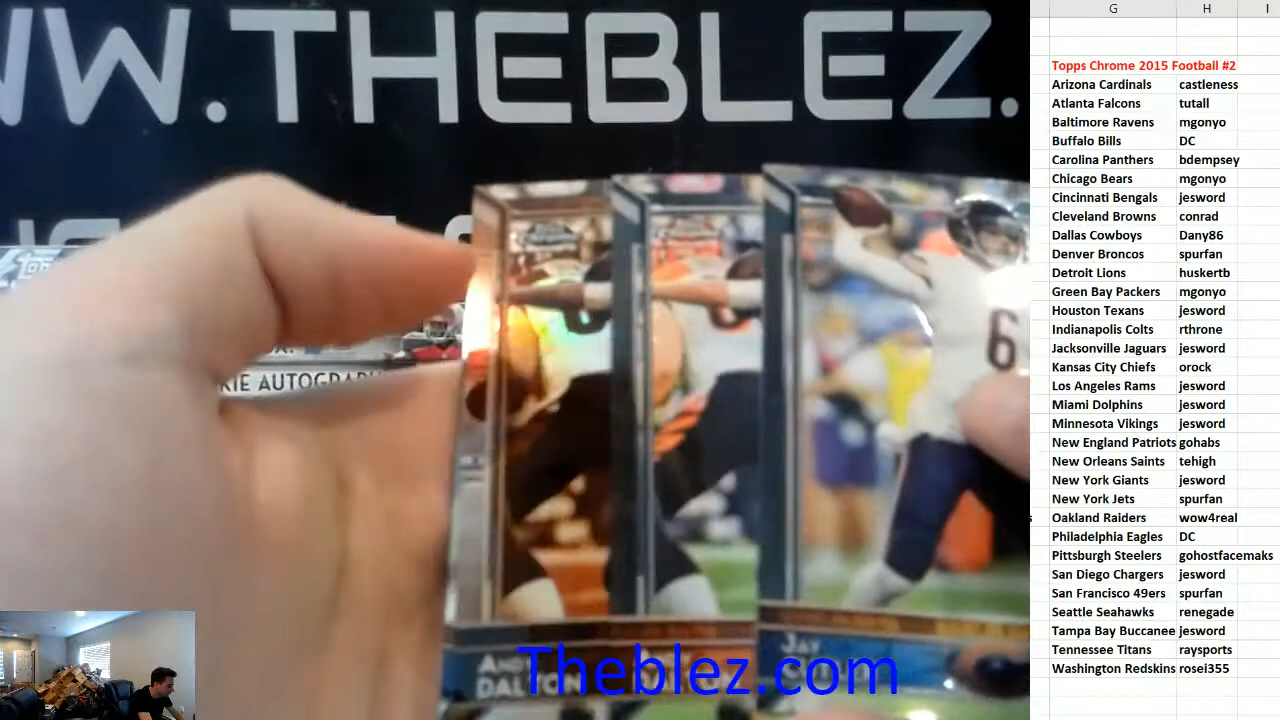 WW.THEBLEZ.
KIE AUTOGRAPH
6
ANDY
DALTON
JAY
Theblez.com
G H I
Topps Chrome 2015 Football #2
Arizona Cardinals castleness
Atlanta Falcons tutall
Baltimore Ravens mgonyo
Buffalo Bills DC
Carolina Panthers bdempsey
Chicago Bears mgonyo
Cincinnati Bengals jesword
Cleveland Browns conrad
Dallas Cowboys Dany86
Denver Broncos spurfan
Detroit Lions huskertb
Green Bay Packers mgonyo
Houston Texans jesword
Indianapolis Colts rthrone
Jacksonville Jaguars jesword
Kansas City Chiefs orock
Los Angeles Rams jesword
Miami Dolphins jesword
Minnesota Vikings jesword
New England Patriots gohabs
New Orleans Saints tehigh
New York Giants jesword
New York Jets spurfan
Oakland Raiders wow4real
Philadelphia Eagles DC
Pittsburgh Steelers gohostfacemaks
San Diego Chargers jesword
San Francisco 49ers spurfan
Seattle Seahawks renegade
Tampa Bay Buccanee jesword
Tennessee Titans raysports
Washington Redskins rosei355